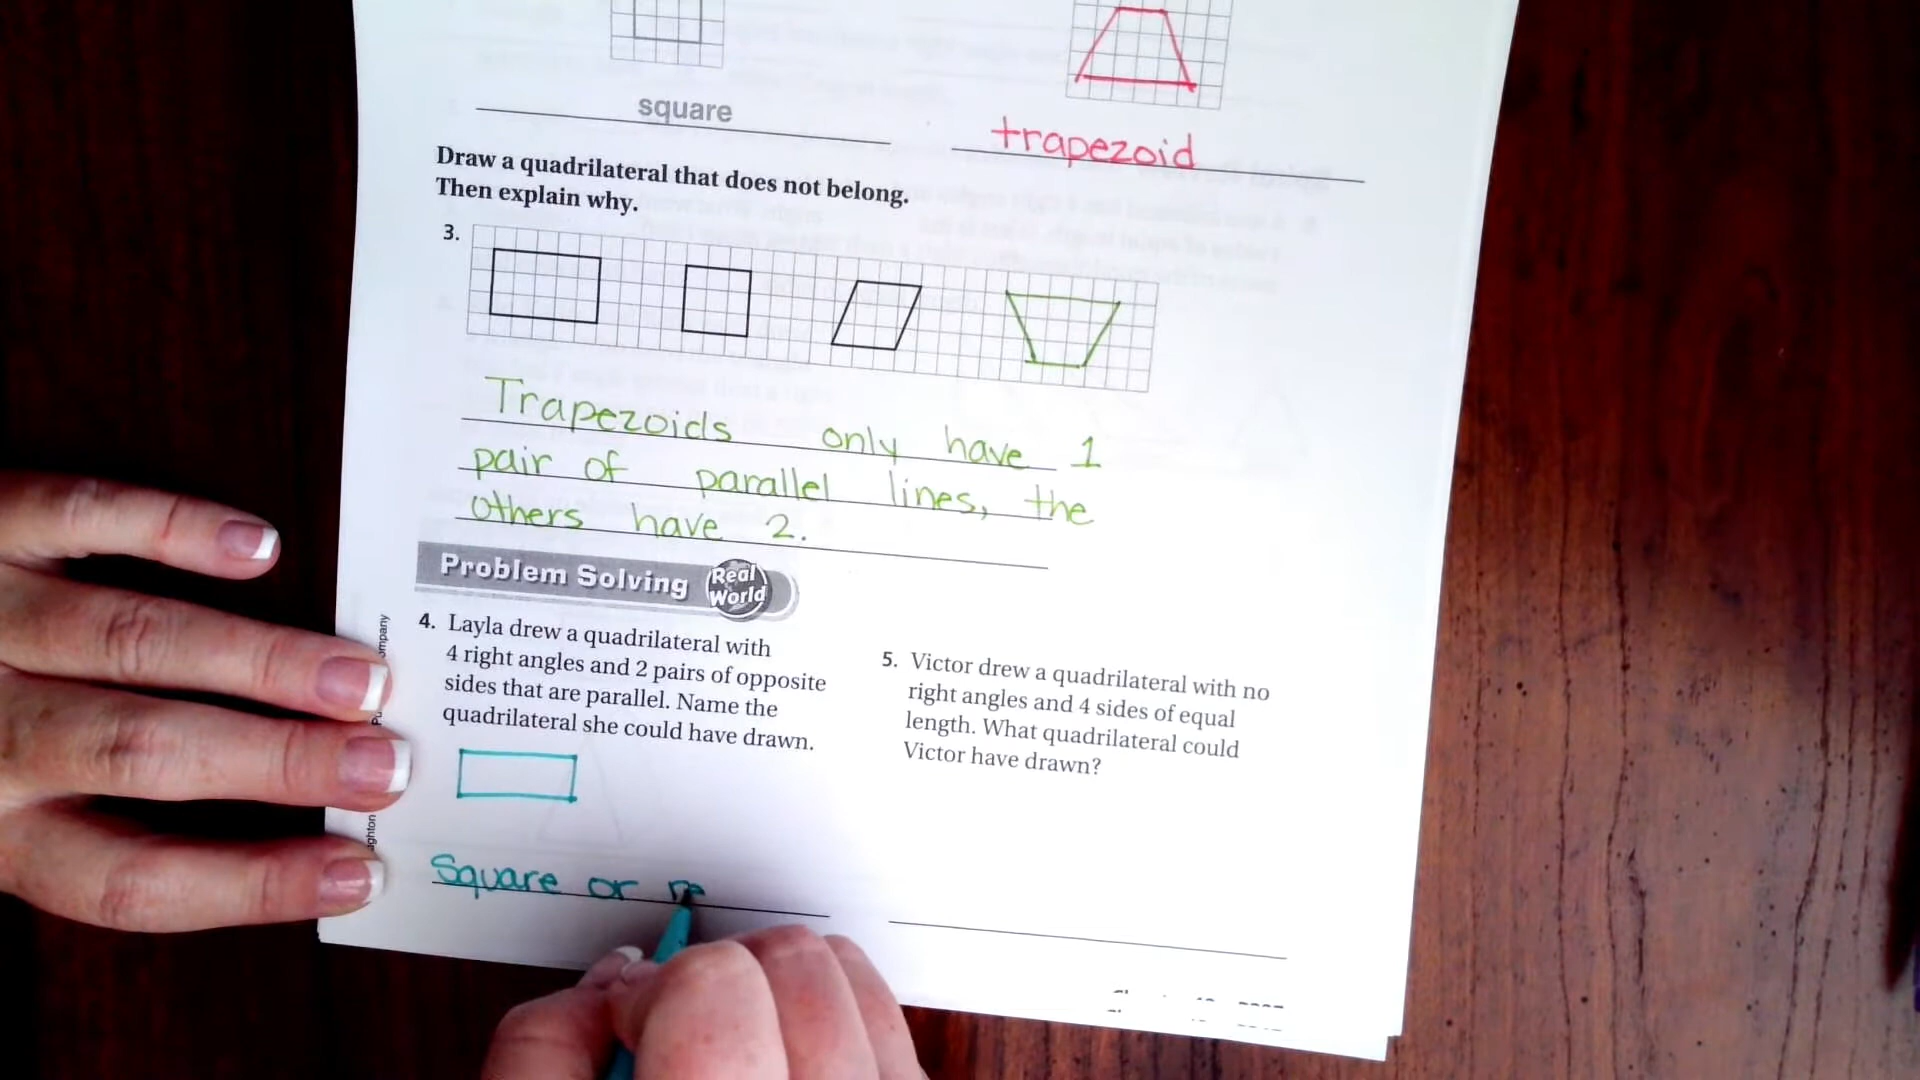 square
trapezoid
Draw a quadrilateral that does not belong.
Then explain why.
3.
Trapezoids only have 1
pair of parallel lines, the
others have 2.
Problem Solving Real World
4. Layla drew a quadrilateral with
4 right angles and 2 pairs of opposite
sides that are parallel. Name the
quadrilateral she could have drawn.
Square or re
5. Victor drew a quadrilateral with no
right angles and 4 sides of equal
length. What quadrilateral could
Victor have drawn?